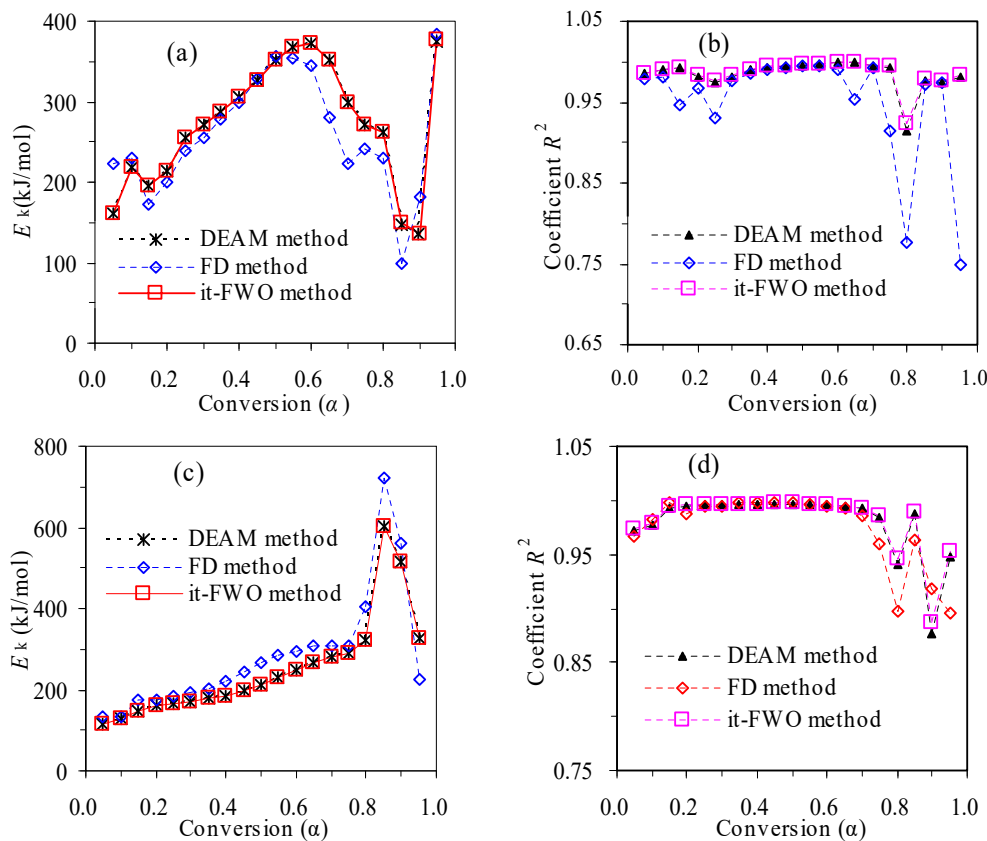 (a)
E k(kJ/mol)
400
300
200
100
0
DEAM method
FD method
it-FWO method
0.0 0.2 0.4 0.6 0.8 1.0
Conversion (α)
(b)
Coefficient R 2
1.05
0.95
0.85
0.75
0.65
DEAM method
FD method
it-FWO method
0.0 0.2 0.4 0.6 0.8 1.0
Conversion (α)
(c)
E k (kJ/mol)
800
600
400
200
0
DEAM method
FD method
it-FWO method
0.0 0.2 0.4 0.6 0.8 1.0
Conversion (α)
(d)
Coefficient R 2
1.05
0.95
0.85
0.75
DEAM method
FD method
it-FWO method
0.0 0.2 0.4 0.6 0.8 1.0
Conversion (α)